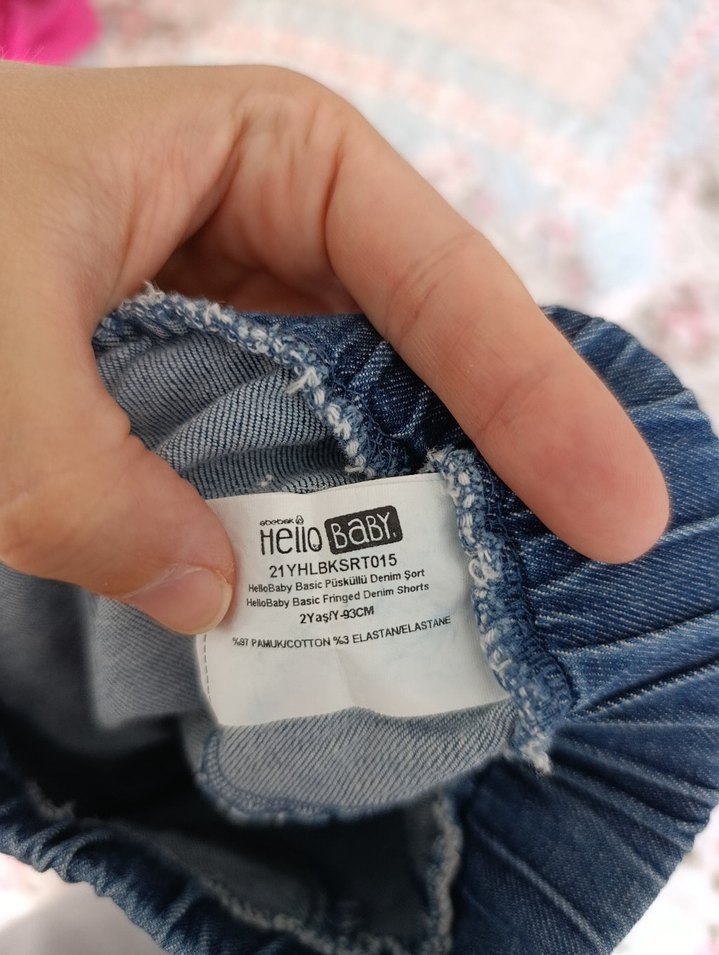 ebebek
Hello BABY.
21YHLBKSRT015
HelloBaby Basic Püsküllü Denim Şort
HelloBaby Basic Fringed Denim Shorts
2Yaş/Y-93CM
%97 PAMUK/COTTON %3 ELASTAN/ELASTANE